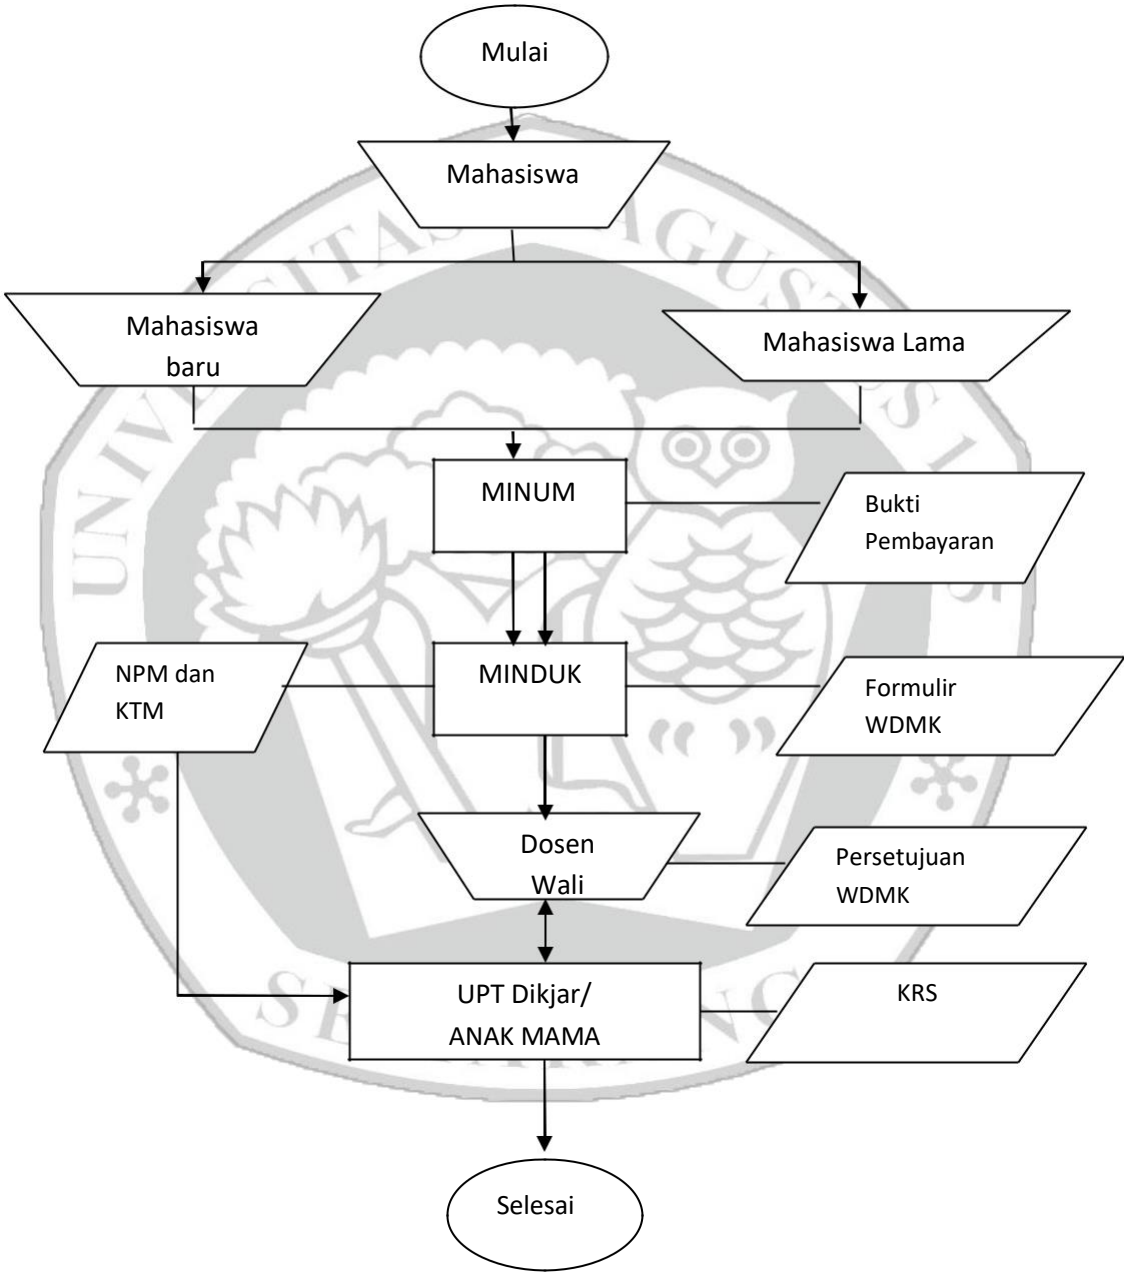 Mulai
Mahasiswa
Mahasiswa
baru
Mahasiswa Lama
MINUM
Bukti
Pembayaran
NPM dan
KTM
MINDUK
Formulir
WDMK
Dosen
Wali
Persetujuan
WDMK
UPT Dikjar/
ANAK MAMA
KRS
Selesai